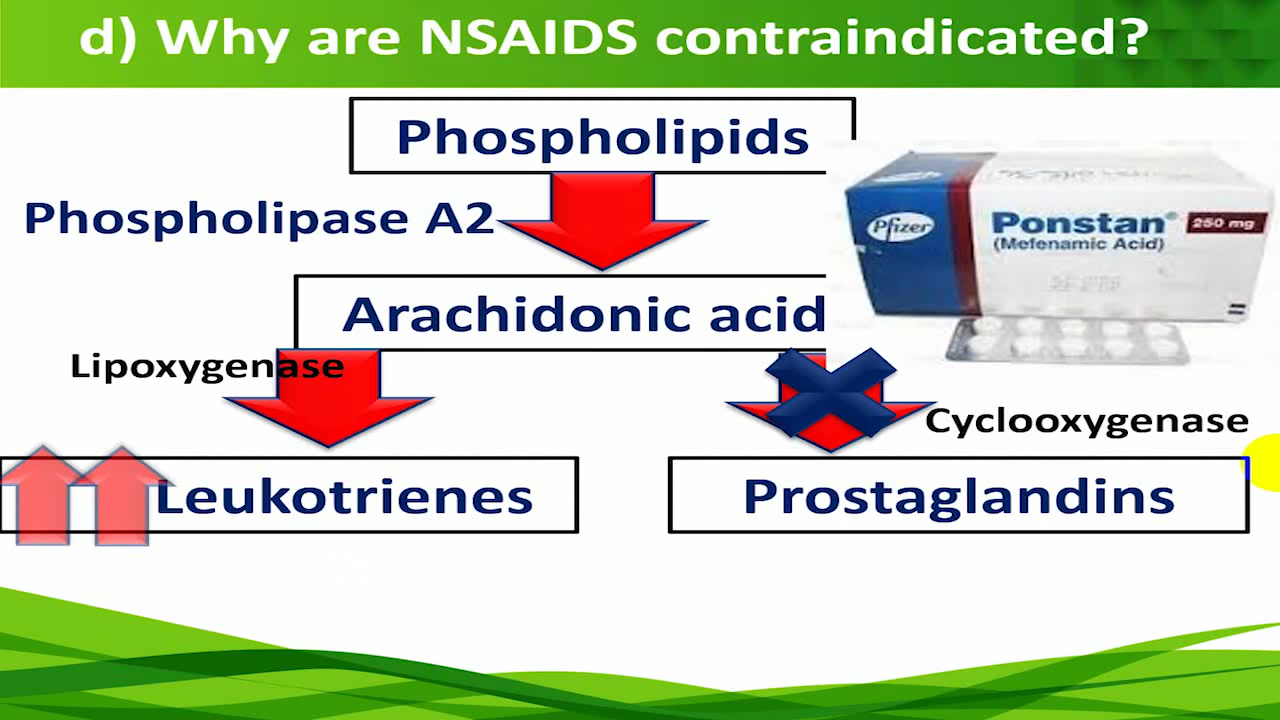 d) Why are NSAIDS contraindicated?
Phospholipids
Phospholipase A2
Pfizer
Ponstan®
250 mg
(Mefenamic Acid)
Arachidonic acid
Lipoxygenase
Cyclooxygenase
Leukotrienes
Prostaglandins